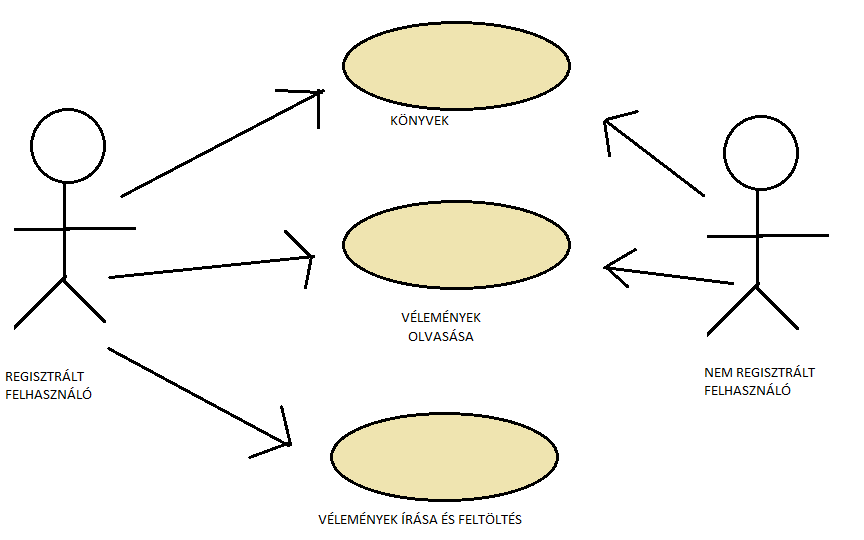 KÖNYVEK
VÉLEMÉNYEK
OLVASÁSA
REGISZTRÁLT
FELHASZNÁLÓ
NEM REGISZTRÁLT
FELHASZNÁLÓ
VÉLEMÉNYEK ÍRÁSA ÉS FELTÖLTÉS